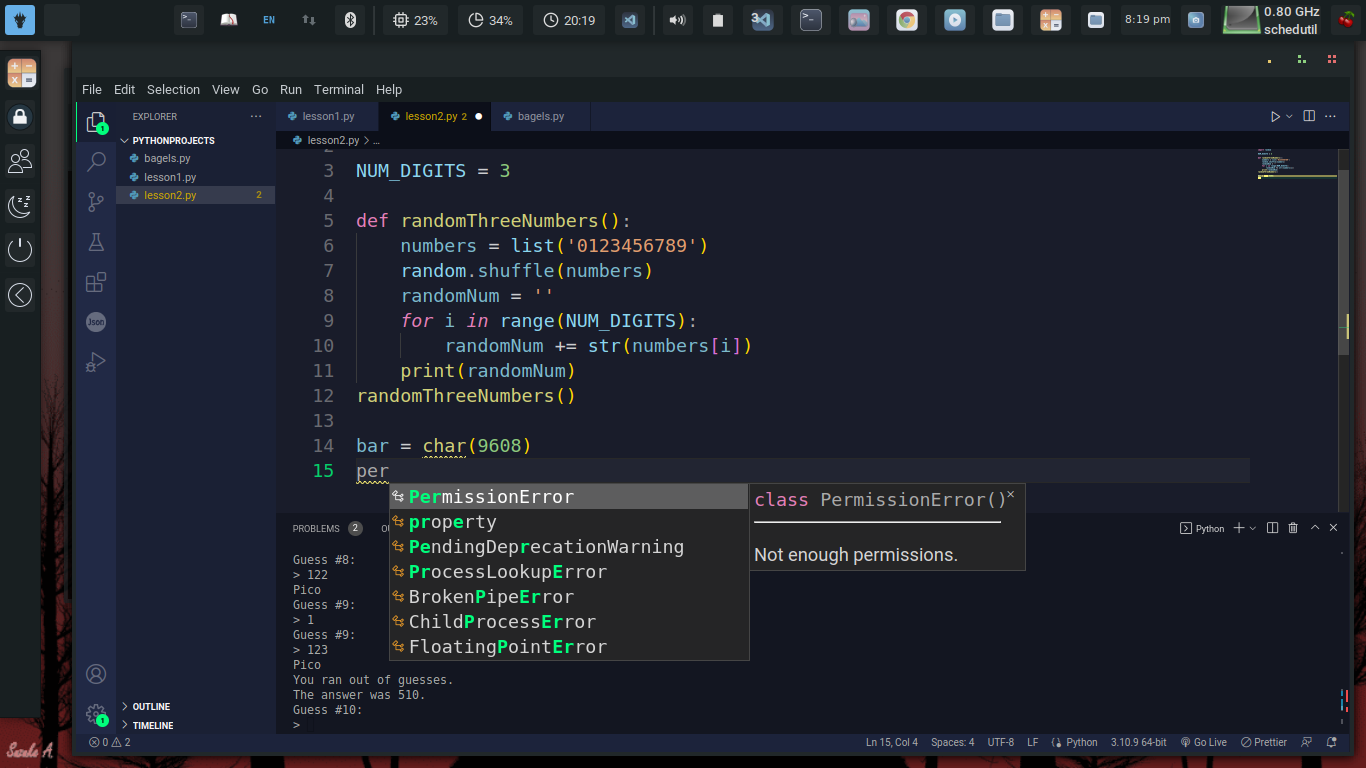 EN
23%
34%
20:19
3
8:19 pm
0.80 GHz
schedutil
File Edit Selection View Go Run Terminal Help
EXPLORER
lesson1.py
lesson2.py 2
bagels.py
PYTHONPROJECTS
bagels.py
lesson1.py
lesson2.py 2
Json
1
1
lesson2.py > ...
3 NUM_DIGITS = 3
4
5 def randomThreeNumbers():
6 numbers = list('0123456789')
7 random.shuffle(numbers)
8 randomNum = ''
9 for i in range(NUM_DIGITS):
10 randomNum += str(numbers[i])
11 print(randomNum)
12 randomThreeNumbers()
13
14 bar = char(9608)
15 per
PermissionError
property
PendingDeprecationWarning
ProcessLookupError
BrokenPipeError
ChildProcessError
FloatingPointError
class PermissionError()
Not enough permissions.
PROBLEMS 2
Python
Guess #8:
> 122
Pico
Guess #9:
> 1
Guess #9:
> 123
Pico
You ran out of guesses.
The answer was 510.
Guess #10:
>
OUTLINE
TIMELINE
0 2
Ln 15, Col 4 Spaces: 4 UTF-8 LF Python 3.10.9 64-bit Go Live Prettier